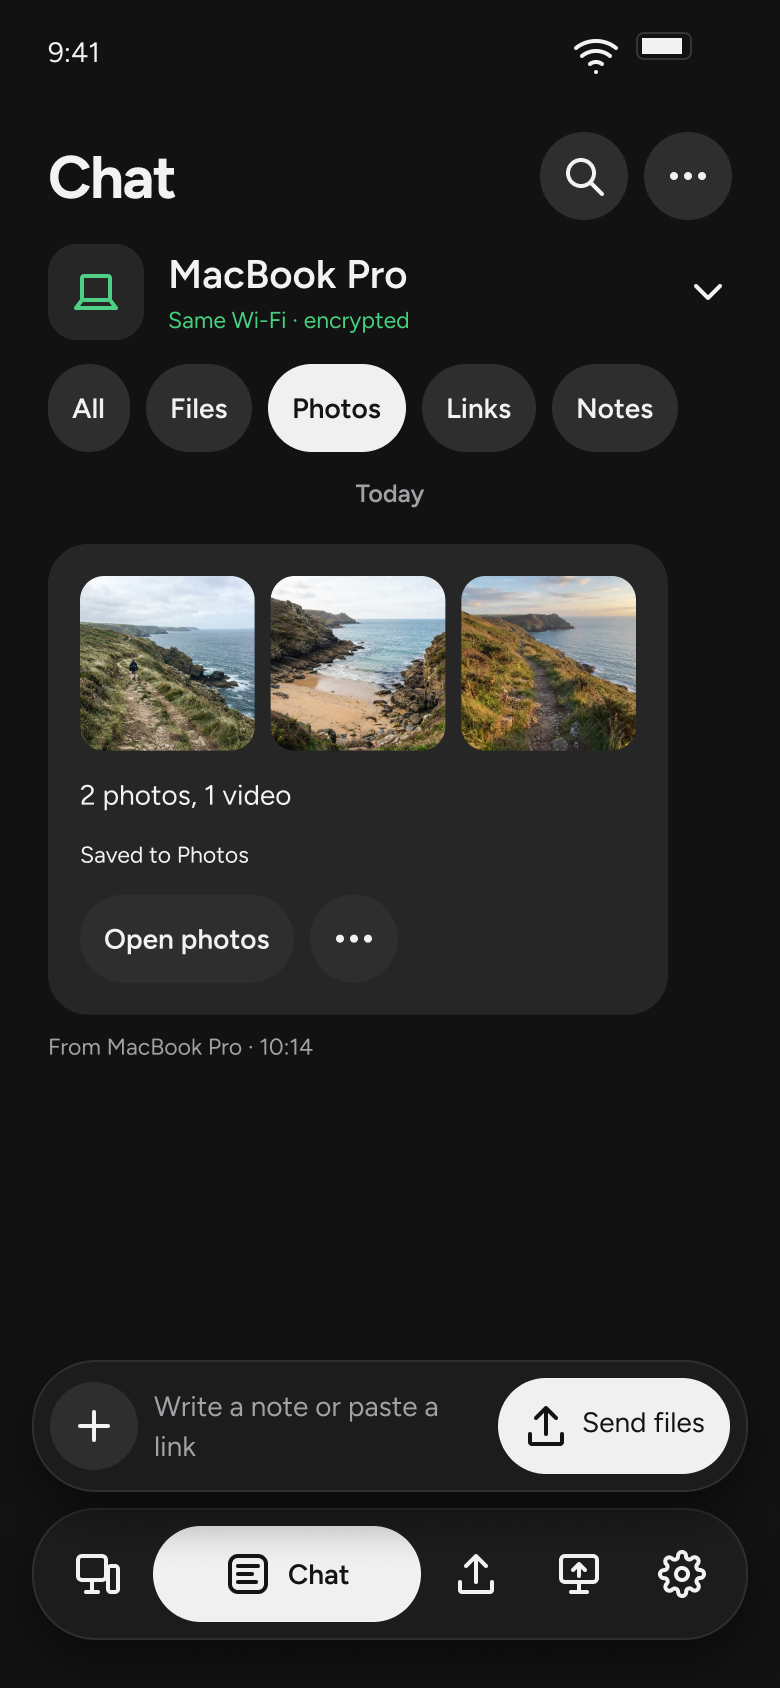 9:41
Chat
MacBook Pro
Same Wi-Fi · encrypted
All
Files
Photos
Links
Notes
Today
2 photos, 1 video
Saved to Photos
Open photos
From MacBook Pro · 10:14
Write a note or paste a
link
Send files
Chat